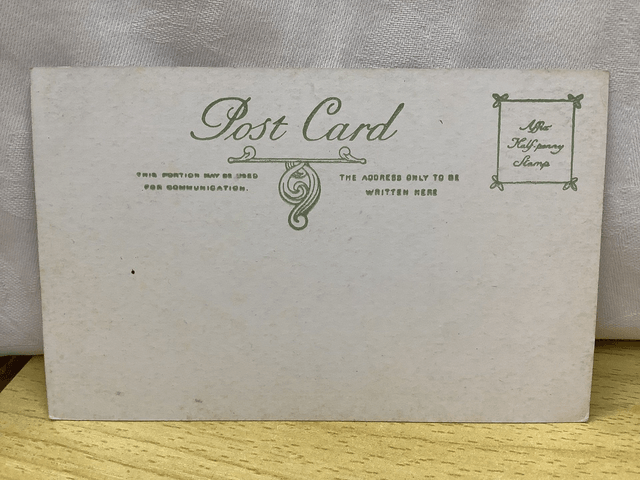 Post Card
THIS PORTION MAY BE USED
FOR COMMUNICATION.
THE ADDRESS ONLY TO BE
WRITTEN HERE
Affix
Half-penny
Stamp